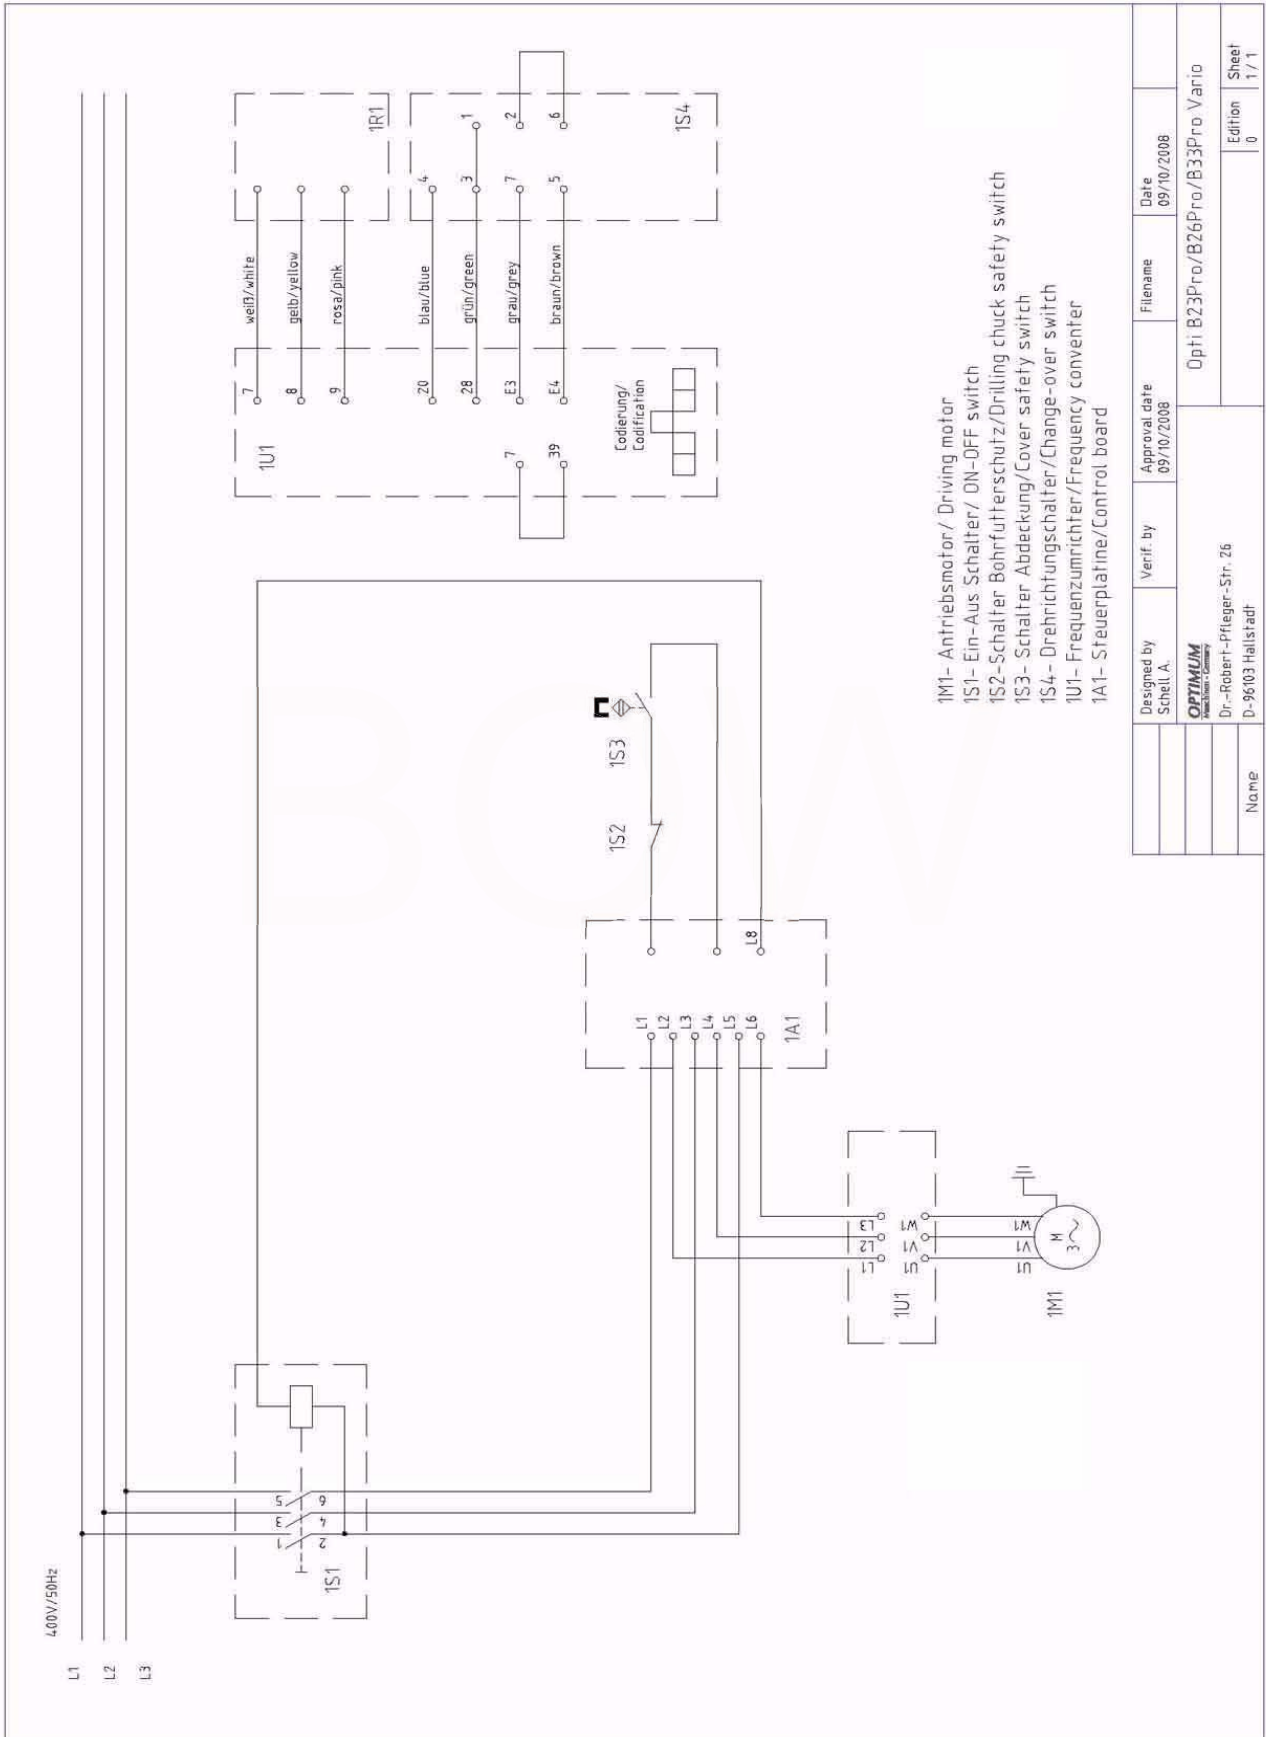 400V/50Hz
L1
L2
L3
1S1
1 3 5
2 4 6
1U1
7
8
9
20
28
E3
E4
7
39
Codierung/
Codification
weiß/white
gelb/yellow
rosa/pink
blau/blue
grün/green
grau/grey
braun/brown
1R1
4
3
7
5
1
2
6
1S4
1S2
1S3
L1
L2
L3
L4
L5
L6
L8
1A1
L1 L2 L3
U1 V1 W1
1U1
U1 V1 W1
M
3~
1M1
BOW
1M1- Antriebsmotor/ Driving motor
1S1- Ein-Aus Schalter/ ON-OFF switch
1S2-Schalter Bohrfutterschutz/Drilling chuck safety switch
1S3- Schalter Abdeckung/Cover safety switch
1S4- Drehrichtungschalter/Change-over switch
1U1- Frequenzumrichter/Frequency conventer
1A1- Steuerplatine/Control board
Designed by
Schell A.
Verif. by
Approval date
09/10/2008
Filename
Date
09/10/2008
OPTIMUM
Maschinen - Germany
Dr.-Robert-Pfleger-Str. 26
D-96103 Hallstadt
Opti B23Pro/B26Pro/B33Pro Vario
Name
Edition
0
Sheet
1 / 1